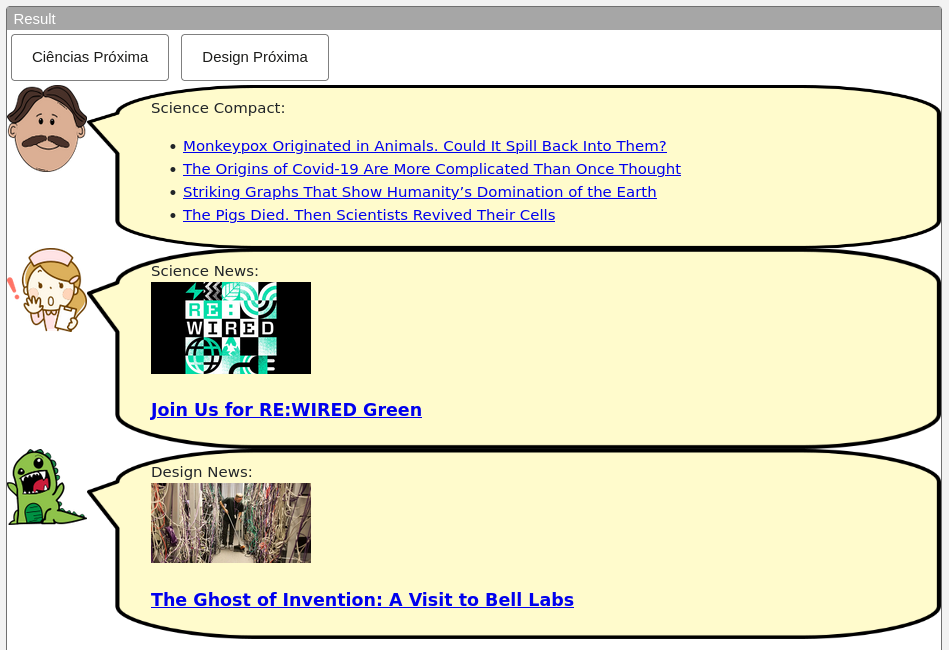 Result
Ciências Próxima
Design Próxima
Science Compact:
Monkeypox Originated in Animals. Could It Spill Back Into Them?
The Origins of Covid-19 Are More Complicated Than Once Thought
Striking Graphs That Show Humanity’s Domination of the Earth
The Pigs Died. Then Scientists Revived Their Cells
Science News:
RE:
WIRED
Join Us for RE:WIRED Green
Design News:
The Ghost of Invention: A Visit to Bell Labs